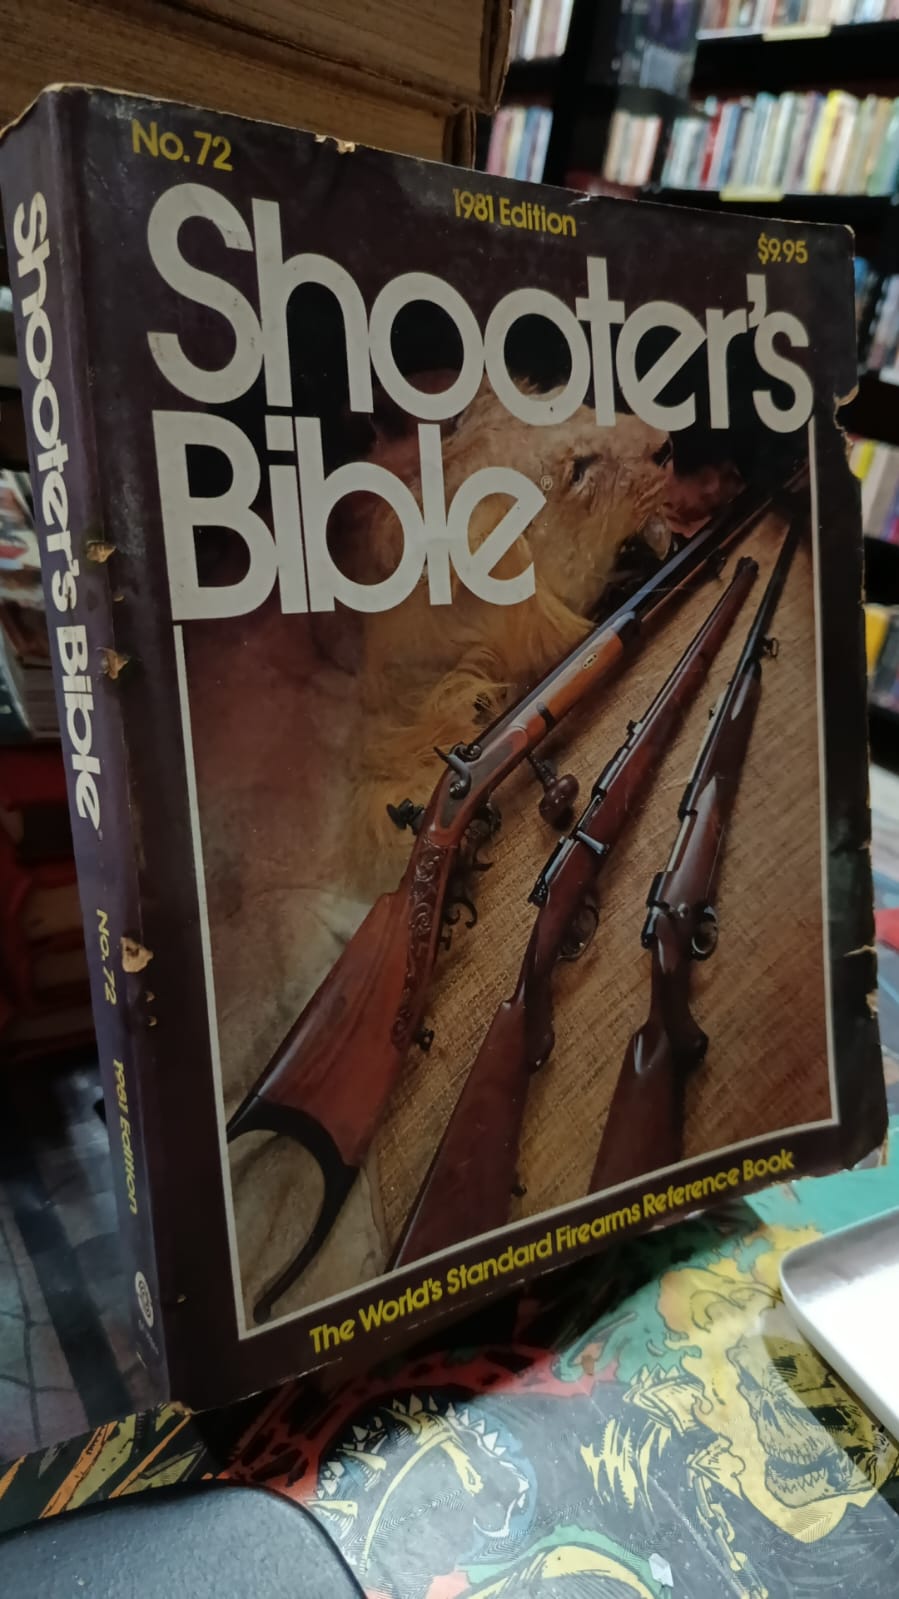 No. 72
1981 Edition
$9.95
Shooter's
Bible®
The World's Standard Firearms Reference Book
Shooter's Bible®
No. 72
1981 Edition